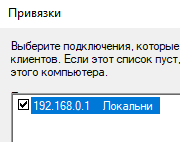 Привязки
Выберите подключения, которые
клиентов. Если этот список пуст,
этого компьютера.
192.168.0.1 Локальни